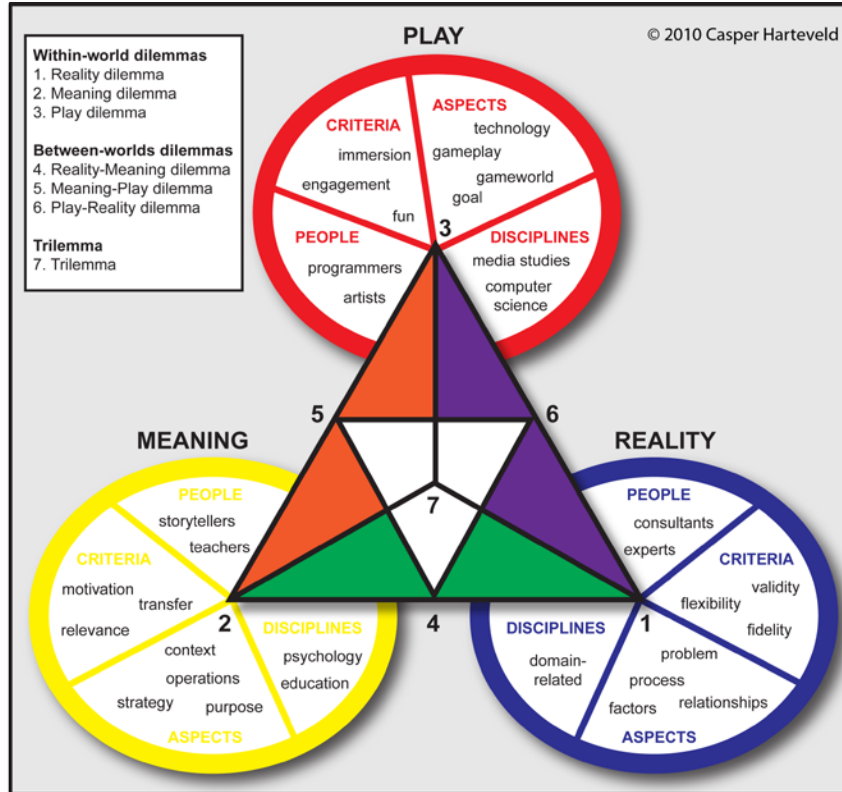 © 2010 Casper Harteveld
Within-world dilemmas
1. Reality dilemma
2. Meaning dilemma
3. Play dilemma
Between-worlds dilemmas
4. Reality-Meaning dilemma
5. Meaning-Play dilemma
6. Play-Reality dilemma
Trilemma
7. Trilemma
PLAY
CRITERIA
immersion
engagement
fun
ASPECTS
technology
gameplay
gameworld
goal
PEOPLE
programmers
artists
DISCIPLINES
media studies
computer
science
3
5
6
7
2
4
1
MEANING
PEOPLE
storytellers
teachers
CRITERIA
motivation
transfer
relevance
DISCIPLINES
psychology
education
context
operations
strategy
purpose
ASPECTS
REALITY
PEOPLE
consultants
experts
CRITERIA
validity
flexibility
fidelity
DISCIPLINES
domain-
related
problem
process
factors
relationships
ASPECTS